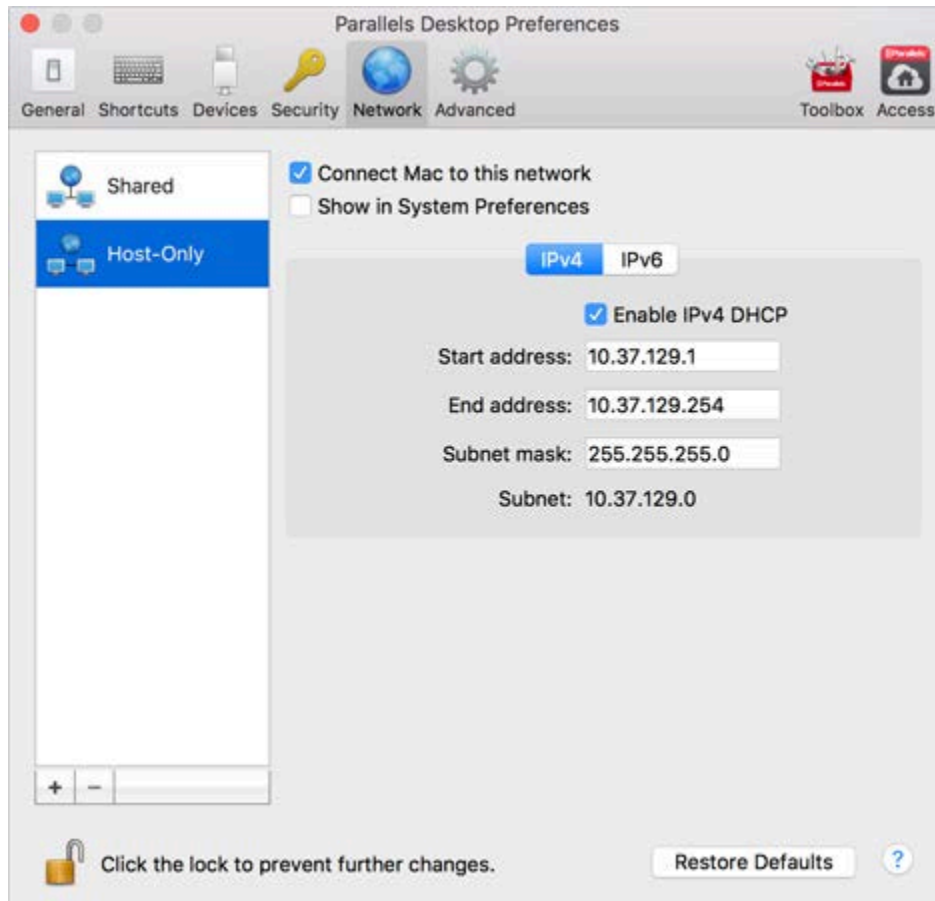 Parallels Desktop Preferences
General Shortcuts Devices Security Network Advanced Toolbox Access
Shared
Host-Only
Connect Mac to this network
Show in System Preferences
IPv4 IPv6
Enable IPv4 DHCP
Start address: 10.37.129.1
End address: 10.37.129.254
Subnet mask: 255.255.255.0
Subnet: 10.37.129.0
+ −
Click the lock to prevent further changes.
Restore Defaults ?